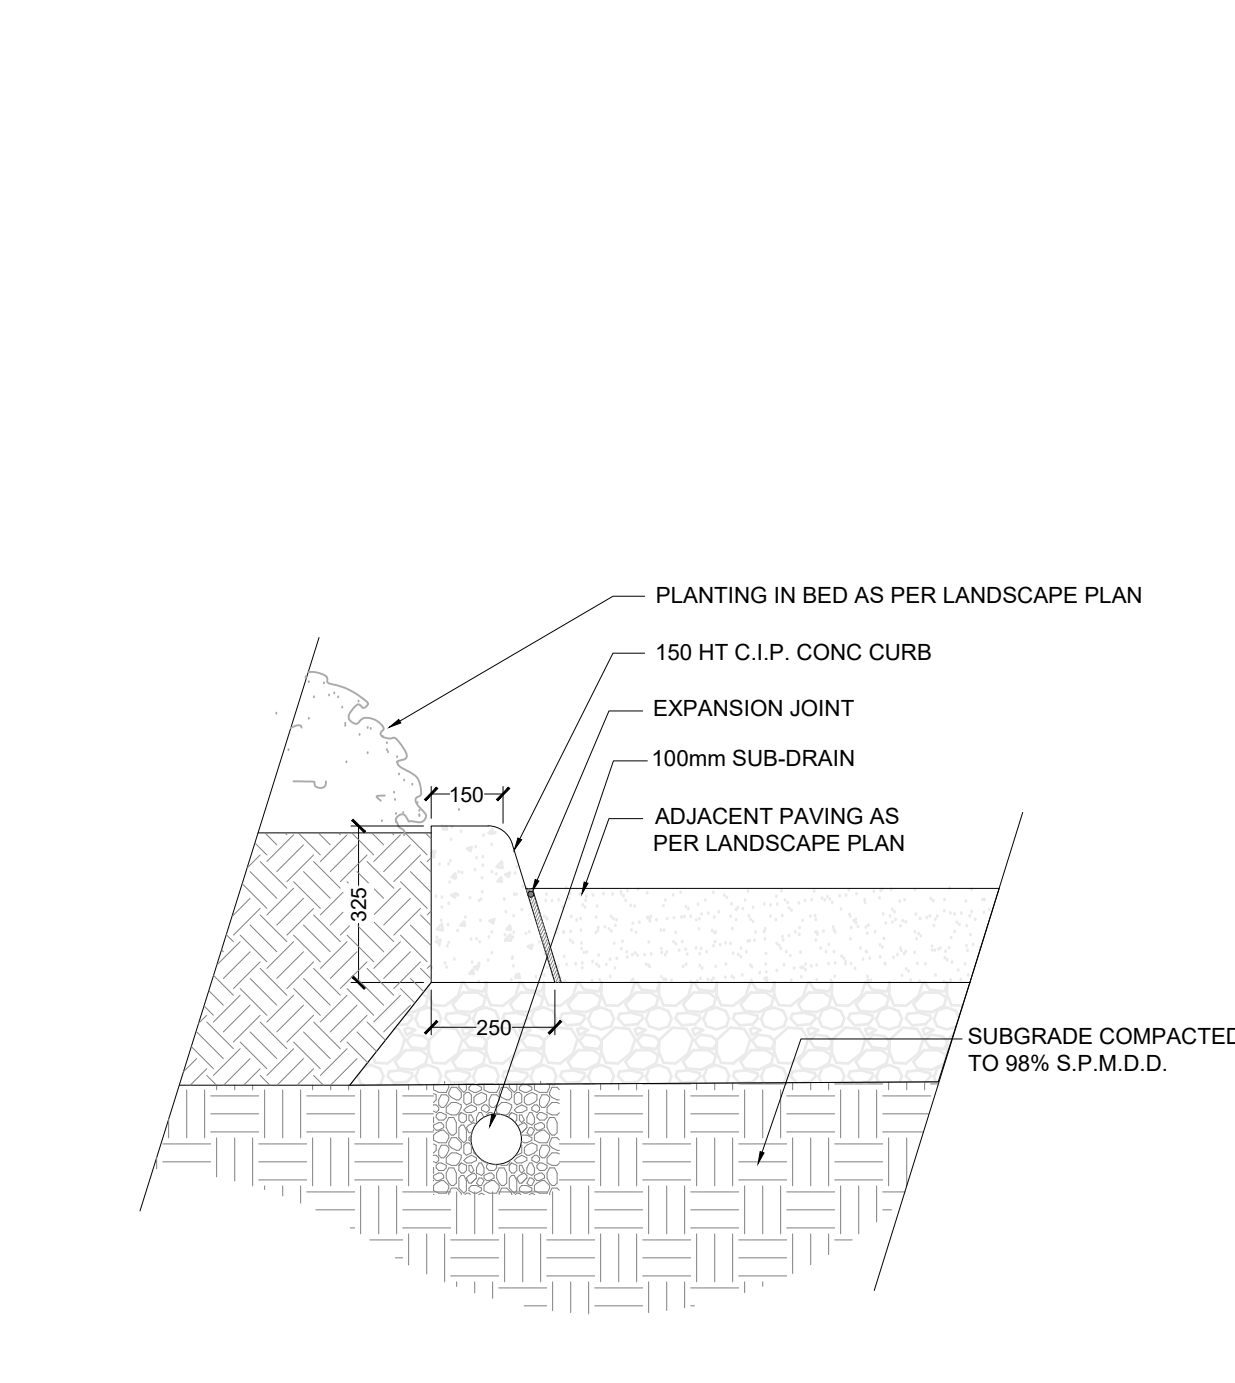 PLANTING IN BED AS PER LANDSCAPE PLAN
150 HT C.I.P. CONC CURB
EXPANSION JOINT
100mm SUB-DRAIN
150
ADJACENT PAVING AS
PER LANDSCAPE PLAN
325
250
SUBGRADE COMPACTED
TO 98% S.P.M.D.D.